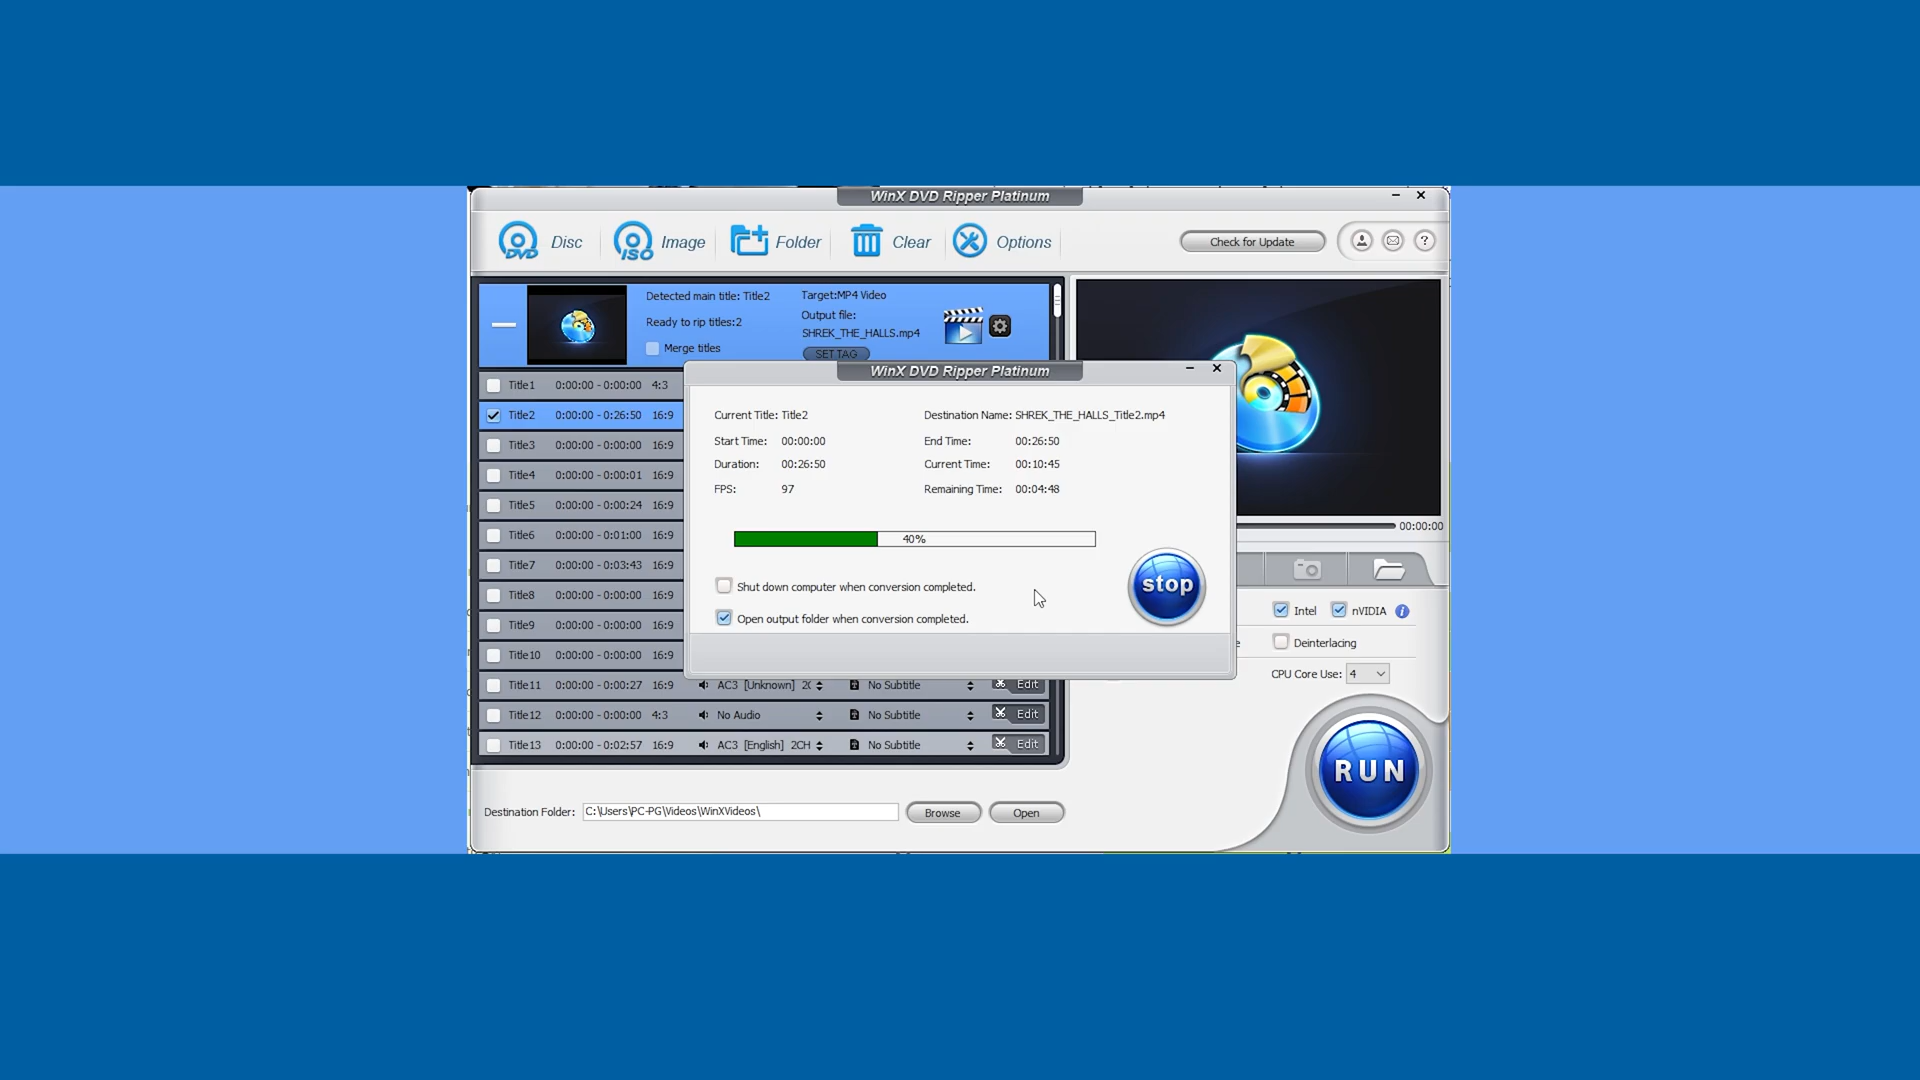 WinX DVD Ripper Platinum
DVD Disc ISO Image Folder Clear Options Check for Update ?
Detected main title: Title2
Ready to rip titles:2
Merge titles
Target:MP4 Video
Output file:
SHREK_THE_HALLS.mp4
SET TAG
Title1 0:00:00 - 0:00:00 4:3
Title2 0:00:00 - 0:26:50 16:9
Title3 0:00:00 - 0:00:00 16:9
Title4 0:00:00 - 0:00:01 16:9
Title5 0:00:00 - 0:00:24 16:9
Title6 0:00:00 - 0:01:00 16:9
Title7 0:00:00 - 0:03:43 16:9
Title8 0:00:00 - 0:00:00 16:9
Title9 0:00:00 - 0:00:00 16:9
Title10 0:00:00 - 0:00:00 16:9
Title11 0:00:00 - 0:00:27 16:9 AC3 [Unknown] No Subtitle Edit
Title12 0:00:00 - 0:00:00 4:3 No Audio No Subtitle Edit
Title13 0:00:00 - 0:02:57 16:9 AC3 [English] 2CH No Subtitle Edit
WinX DVD Ripper Platinum
Current Title: Title2 Destination Name: SHREK_THE_HALLS_Title2.mp4
Start Time: 00:00:00 End Time: 00:26:50
Duration: 00:26:50 Current Time: 00:10:45
FPS: 97 Remaining Time: 00:04:48
40%
Shut down computer when conversion completed.
Open output folder when conversion completed.
stop
00:00:00
Intel nVIDIA i
Deinterlacing
CPU Core Use: 4
RUN
Destination Folder: C:\Users\PC-PG\Videos\WinXVideos\ Browse Open